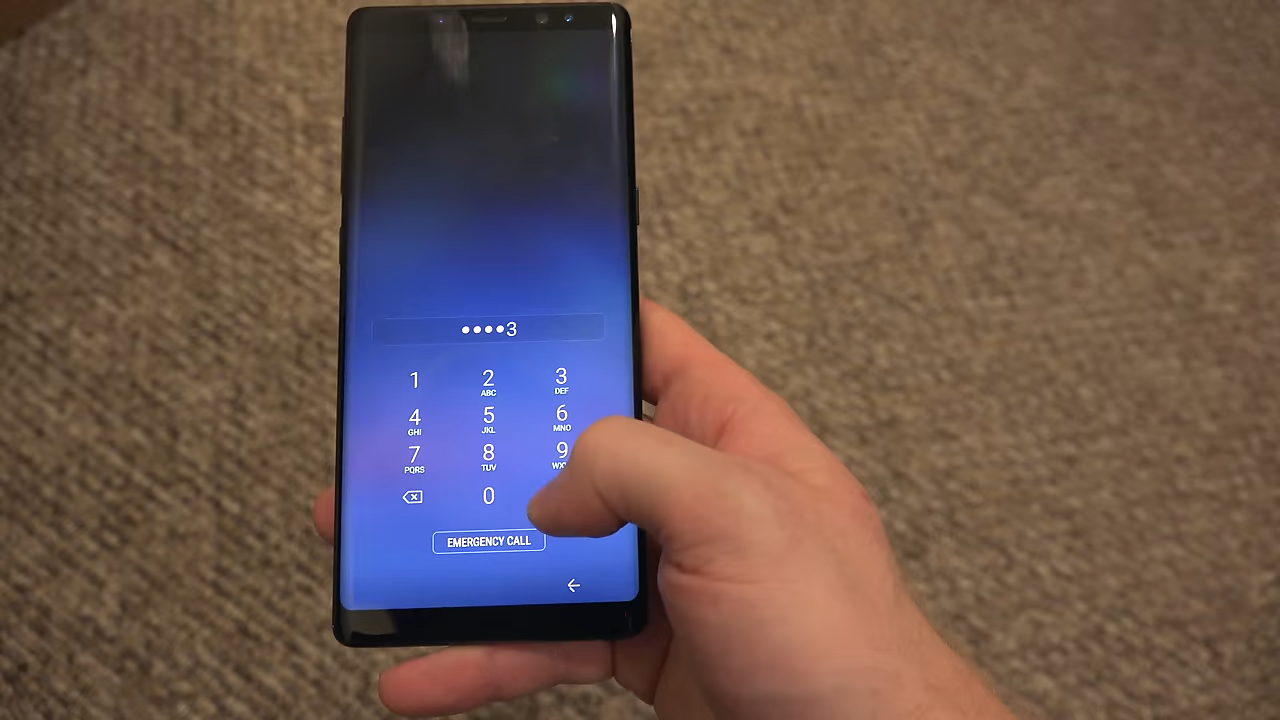 ••••3
1 2 3
ABC DEF
4 5 6
GHI JKL MNO
7 8 9
PQRS TUV
0
EMERGENCY CALL